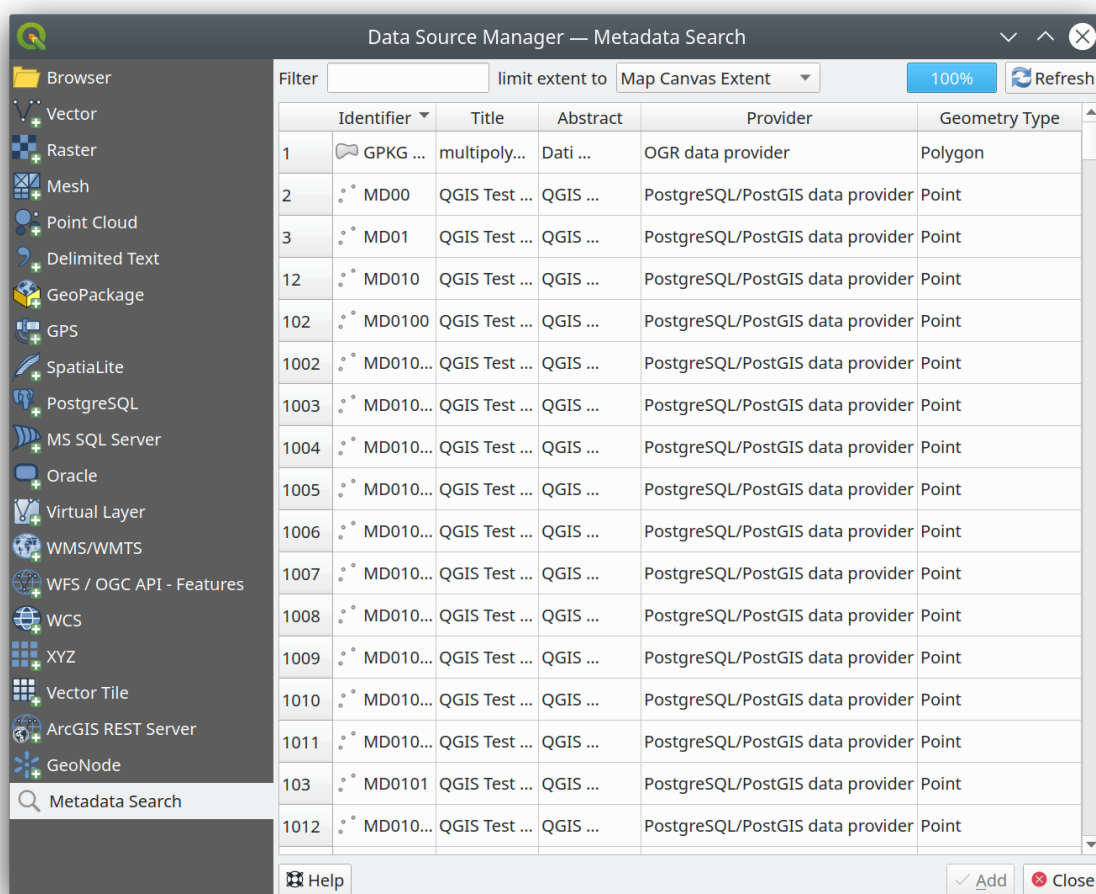 Data Source Manager — Metadata Search
Browser
Vector
Raster
Mesh
Point Cloud
Delimited Text
GeoPackage
GPS
SpatiaLite
PostgreSQL
MS SQL Server
Oracle
Virtual Layer
WMS/WMTS
WFS / OGC API - Features
WCS
XYZ
Vector Tile
ArcGIS REST Server
GeoNode
Metadata Search
Filter limit extent to Map Canvas Extent 100% Refresh
Identifier Title Abstract Provider Geometry Type
1 GPKG ... multipoly... Dati ... OGR data provider Polygon
2 MD00 QGIS Test ... QGIS ... PostgreSQL/PostGIS data provider Point
3 MD01 QGIS Test ... QGIS ... PostgreSQL/PostGIS data provider Point
12 MD010 QGIS Test ... QGIS ... PostgreSQL/PostGIS data provider Point
102 MD0100 QGIS Test ... QGIS ... PostgreSQL/PostGIS data provider Point
1002 MD010... QGIS Test ... QGIS ... PostgreSQL/PostGIS data provider Point
1003 MD010... QGIS Test ... QGIS ... PostgreSQL/PostGIS data provider Point
1004 MD010... QGIS Test ... QGIS ... PostgreSQL/PostGIS data provider Point
1005 MD010... QGIS Test ... QGIS ... PostgreSQL/PostGIS data provider Point
1006 MD010... QGIS Test ... QGIS ... PostgreSQL/PostGIS data provider Point
1007 MD010... QGIS Test ... QGIS ... PostgreSQL/PostGIS data provider Point
1008 MD010... QGIS Test ... QGIS ... PostgreSQL/PostGIS data provider Point
1009 MD010... QGIS Test ... QGIS ... PostgreSQL/PostGIS data provider Point
1010 MD010... QGIS Test ... QGIS ... PostgreSQL/PostGIS data provider Point
1011 MD010... QGIS Test ... QGIS ... PostgreSQL/PostGIS data provider Point
103 MD0101 QGIS Test ... QGIS ... PostgreSQL/PostGIS data provider Point
1012 MD010... QGIS Test ... QGIS ... PostgreSQL/PostGIS data provider Point
Help Add Close